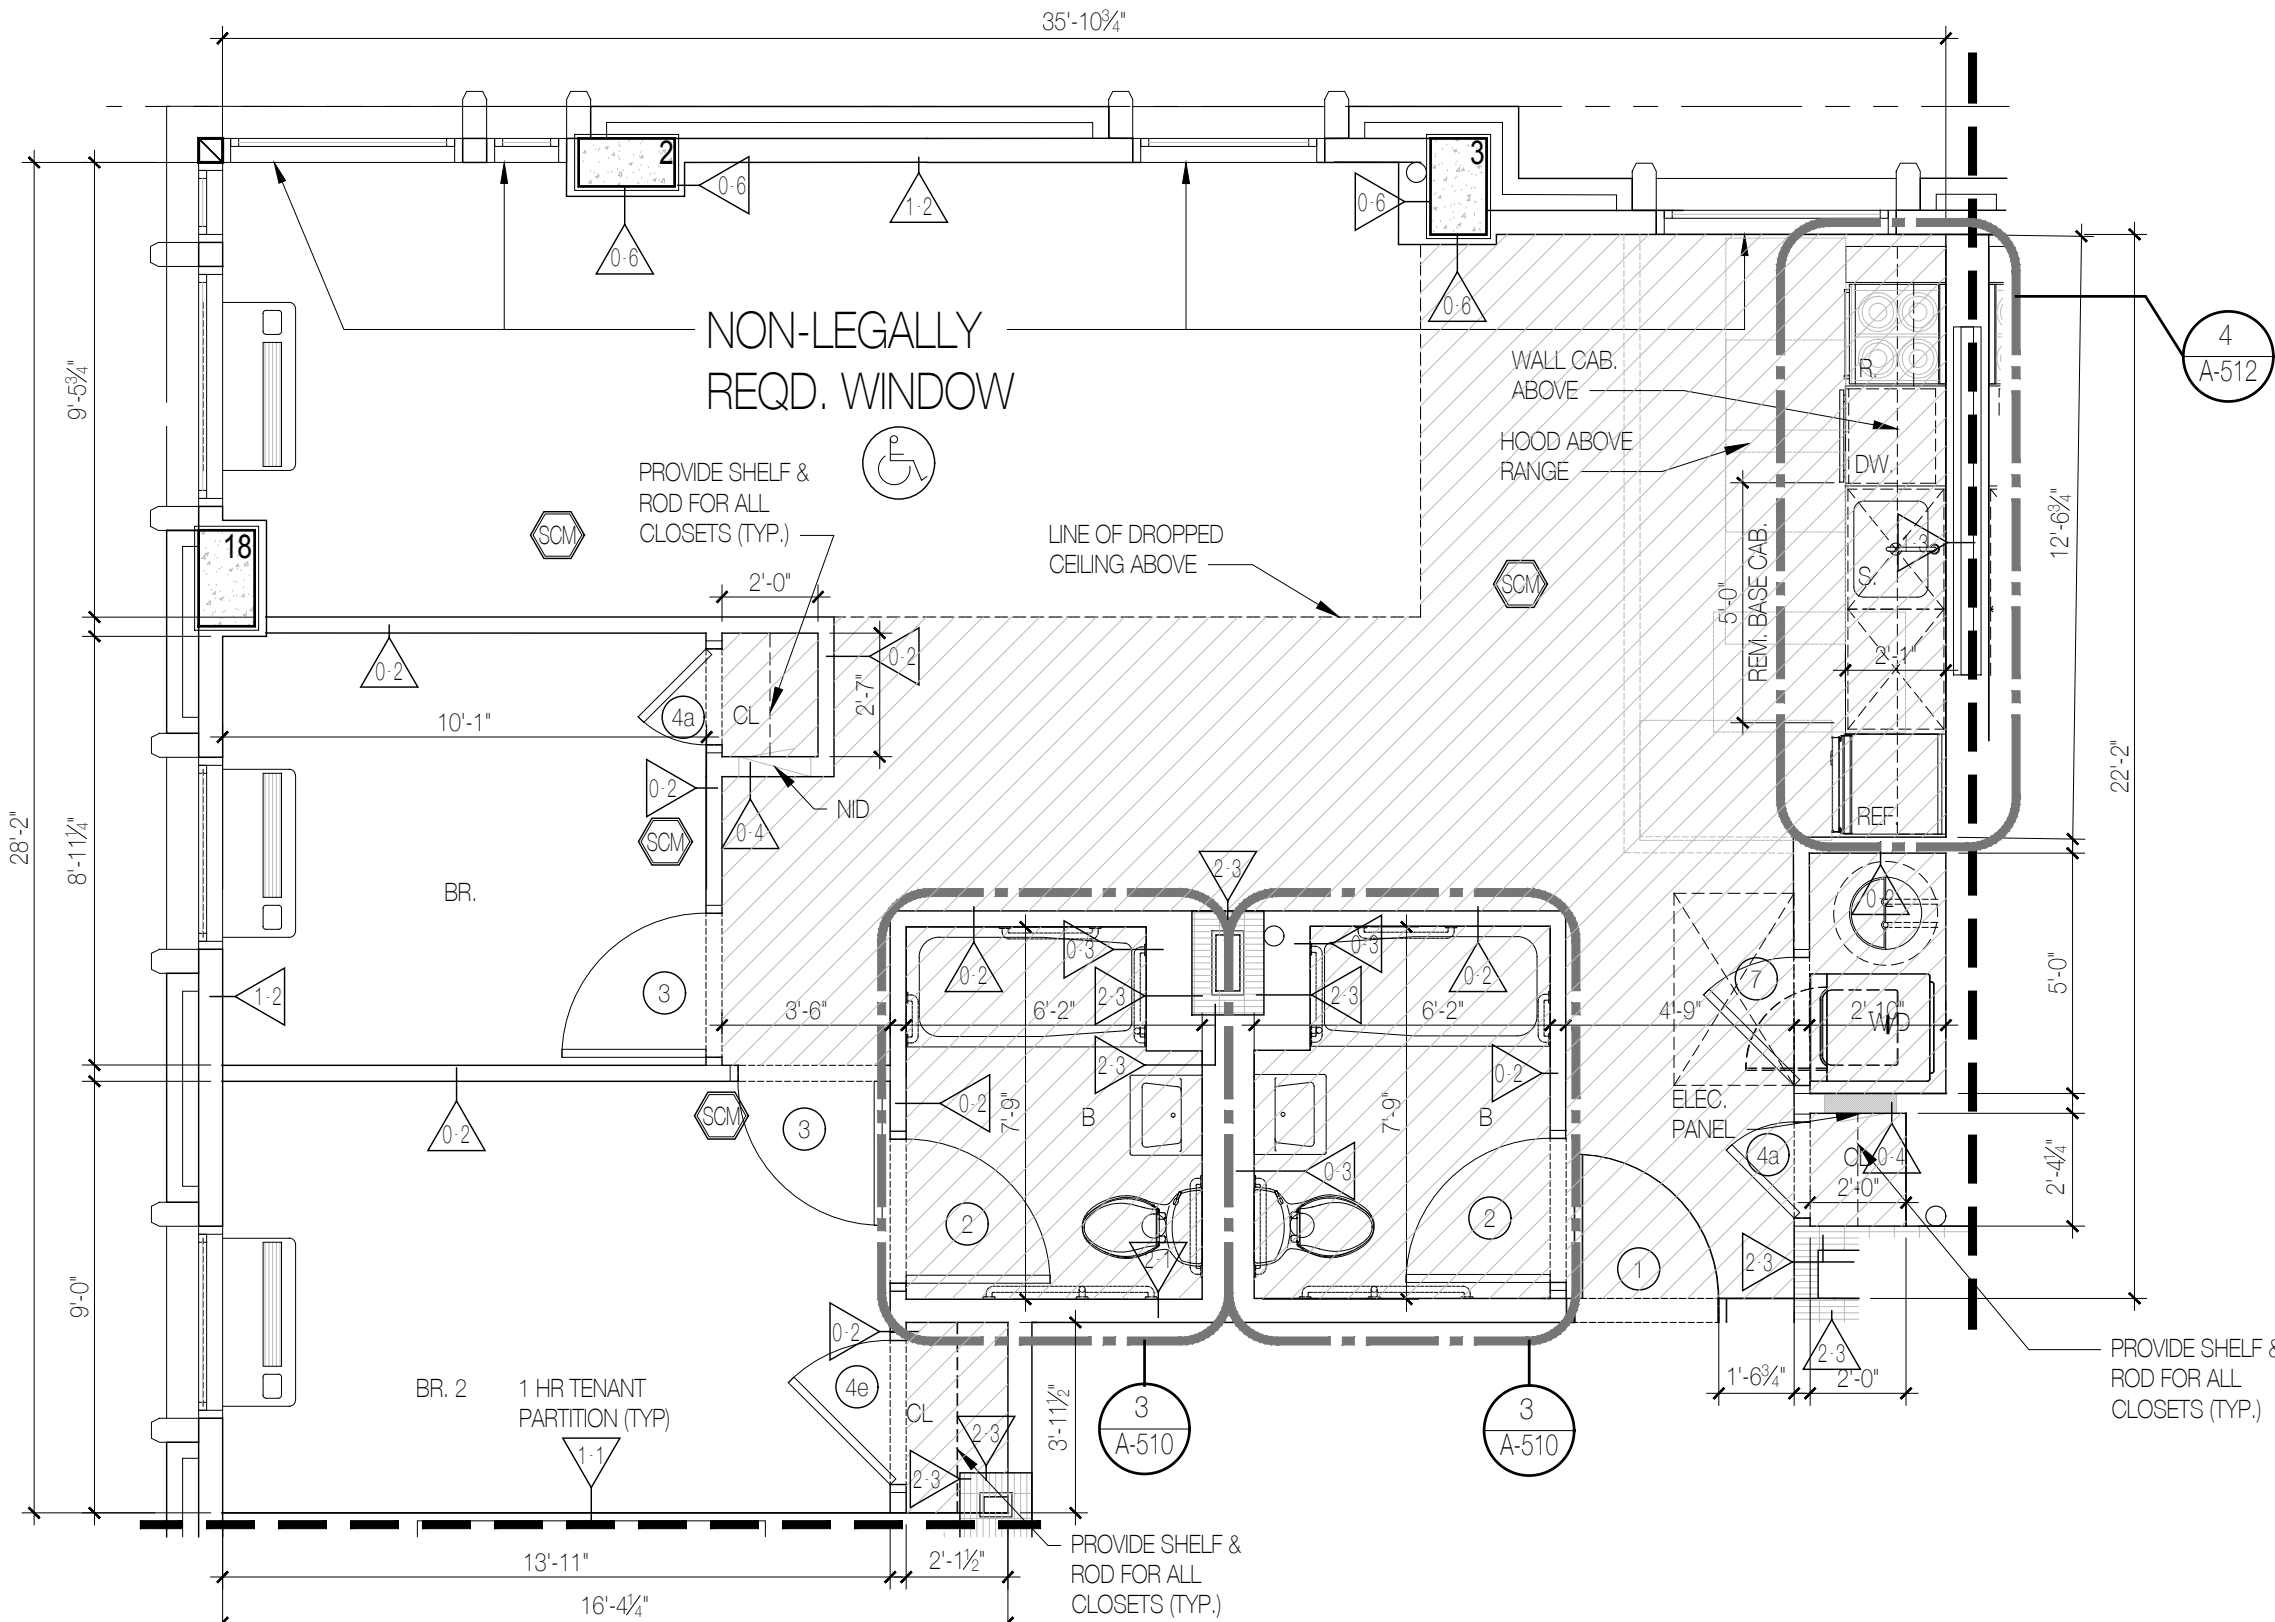 35'-10¾"
2
3
0-6
1-2
0-6
0-6
0-6
NON-LEGALLY
REQD. WINDOW
4
A-512
WALL CAB.
ABOVE
HOOD ABOVE
RANGE
R.
DW.
S.
REF.
9'-5¾"
PROVIDE SHELF &
ROD FOR ALL
CLOSETS (TYP.)
SCM
18
LINE OF DROPPED
CEILING ABOVE
SCM
5'-0"
REM. BASE CAB.
2'-1"
12'-6¾"
22'-2"
2'-0"
0-2
0-2
2'-7"
4a
CL
10'-1"
0-2
NID
0-4
SCM
28'-2"
8'-11¼"
BR.
2-3
0-2
0-3
0-2
0-3
0-2
2-3
2-3
1-2
3
3'-6"
6'-2"
6'-2"
4'-9"
7
2'-10"
W/D
5'-0"
2-3
0-2
0-2
SCM
3
0-2
7'-9"
B
7'-9"
B
ELEC.
PANEL
4a
CL
0-4
2'-4¼"
2'-0"
0-3
2
2
2-1
1
2-3
9'-0"
0-2
2-3
PROVIDE SHELF &
ROD FOR ALL
CLOSETS (TYP.)
1'-6¾"
2'-0"
BR. 2
1 HR TENANT
PARTITION (TYP)
1-1
4e
CL
2-3
2-3
3'-11½"
3
A-510
3
A-510
13'-11"
2'-1½"
PROVIDE SHELF &
ROD FOR ALL
CLOSETS (TYP.)
16'-4¼"